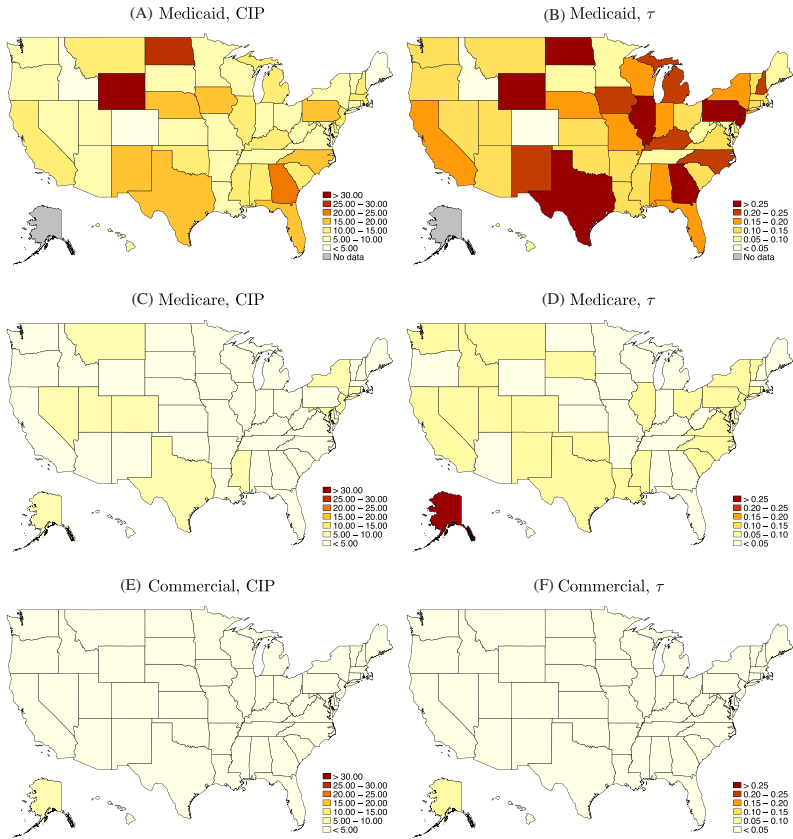 (A) Medicaid, CIP
> 30.00
25.00 – 30.00
20.00 – 25.00
15.00 – 20.00
10.00 – 15.00
5.00 – 10.00
< 5.00
No data
(B) Medicaid, τ
> 0.25
0.20 – 0.25
0.15 – 0.20
0.10 – 0.15
0.05 – 0.10
< 0.05
No data
(C) Medicare, CIP
> 30.00
25.00 – 30.00
20.00 – 25.00
15.00 – 20.00
10.00 – 15.00
5.00 – 10.00
< 5.00
(D) Medicare, τ
> 0.25
0.20 – 0.25
0.15 – 0.20
0.10 – 0.15
0.05 – 0.10
< 0.05
(E) Commercial, CIP
> 30.00
25.00 – 30.00
20.00 – 25.00
15.00 – 20.00
10.00 – 15.00
5.00 – 10.00
< 5.00
(F) Commercial, τ
> 0.25
0.20 – 0.25
0.15 – 0.20
0.10 – 0.15
0.05 – 0.10
< 0.05